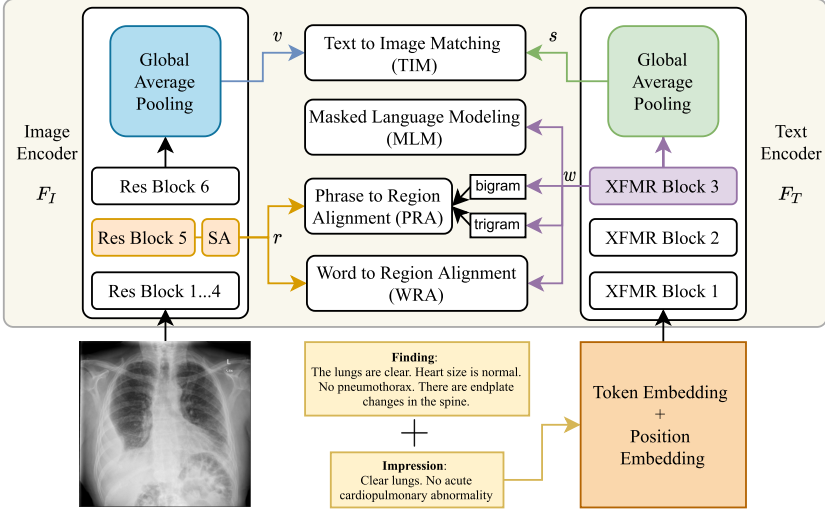 Image
Encoder
F_I
Global
Average
Pooling
Res Block 6
Res Block 5
SA
Res Block 1...4
v
r
Text to Image Matching
(TIM)
Masked Language Modeling
(MLM)
Phrase to Region
Alignment (PRA)
bigram
trigram
Word to Region Alignment
(WRA)
s
w
Global
Average
Pooling
XFMR Block 3
XFMR Block 2
XFMR Block 1
Text
Encoder
F_T
Finding:
The lungs are clear. Heart size is normal.
No pneumothorax. There are endplate
changes in the spine.
+
Impression:
Clear lungs. No acute
cardiopulmonary abnormality
Token Embedding
+
Position
Embedding